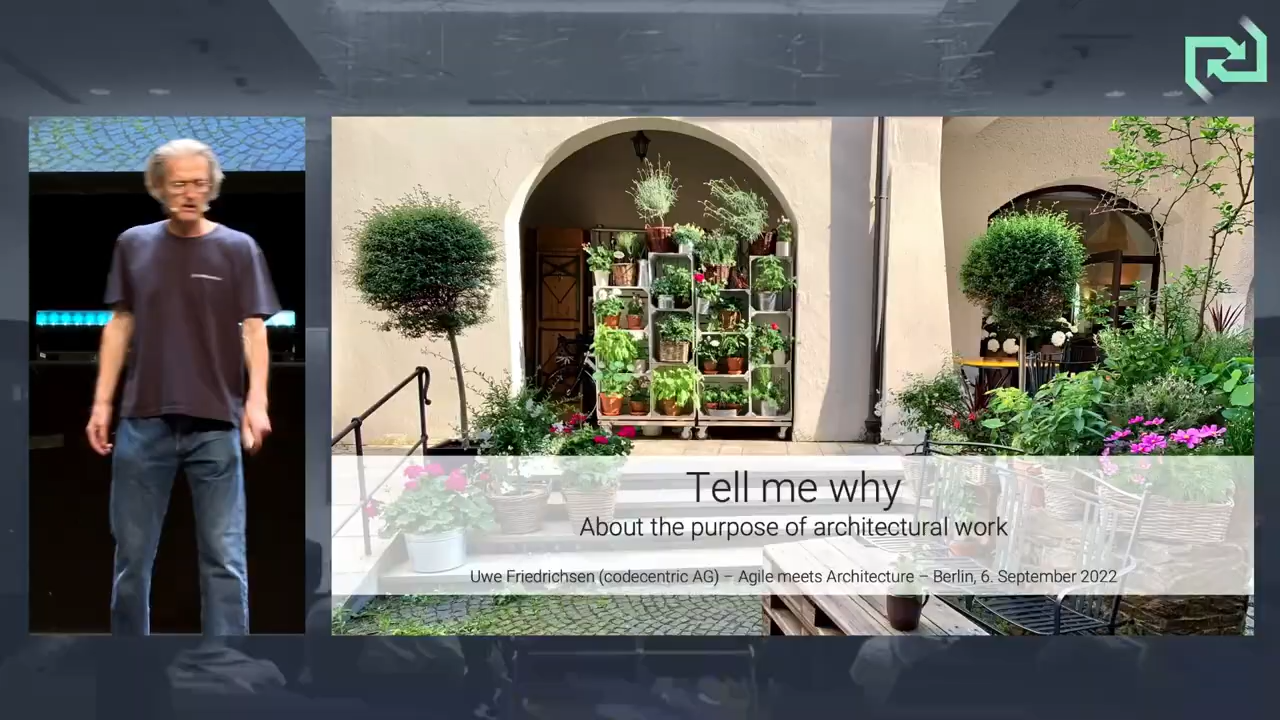 Tell me why
About the purpose of architectural work
Uwe Friedrichsen (codecentric AG) – Agile meets Architecture – Berlin, 6. September 2022